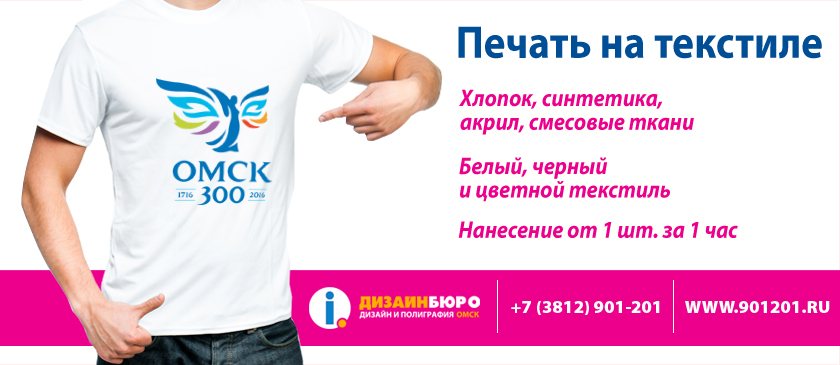 ОМСК
1716 300 2016
Печать на текстиле
Хлопок, синтетика,
акрил, смесовые ткани
Белый, черный
и цветной текстиль
Нанесение от 1 шт. за 1 час
i.
ДИЗАЙНБЮРО
ДИЗАЙН И ПОЛИГРАФИЯ ОМСК
+7 (3812) 901-201
WWW.901201.RU